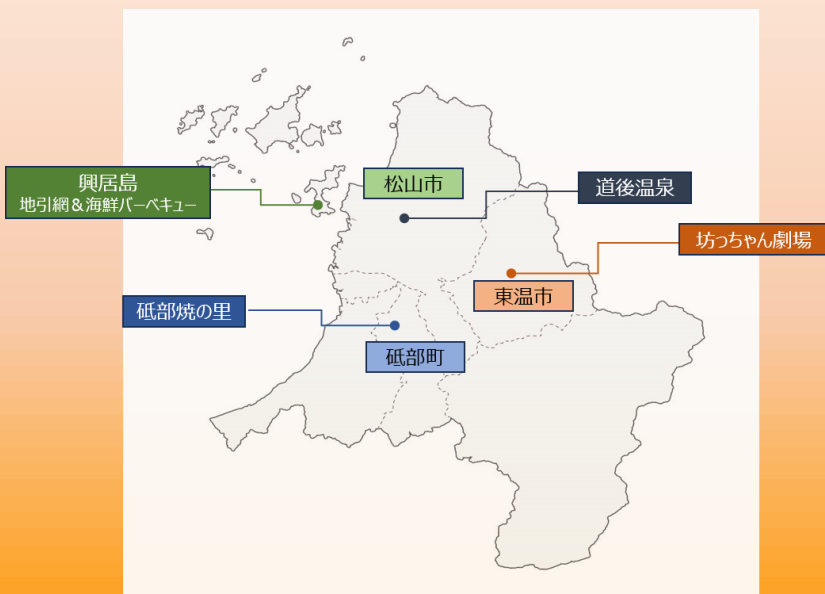 松山市
道後温泉
興居島
地引網＆海鮮バーベキュー
坊っちゃん劇場
東温市
砥部焼の里
砥部町